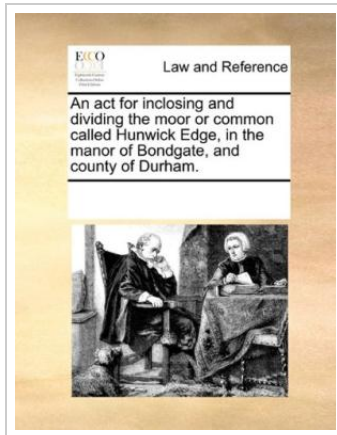 ECCO
Law and Reference
An act for inclosing and
dividing the moor or common
called Hunwick Edge, in the
manor of Bondgate, and
county of Durham.